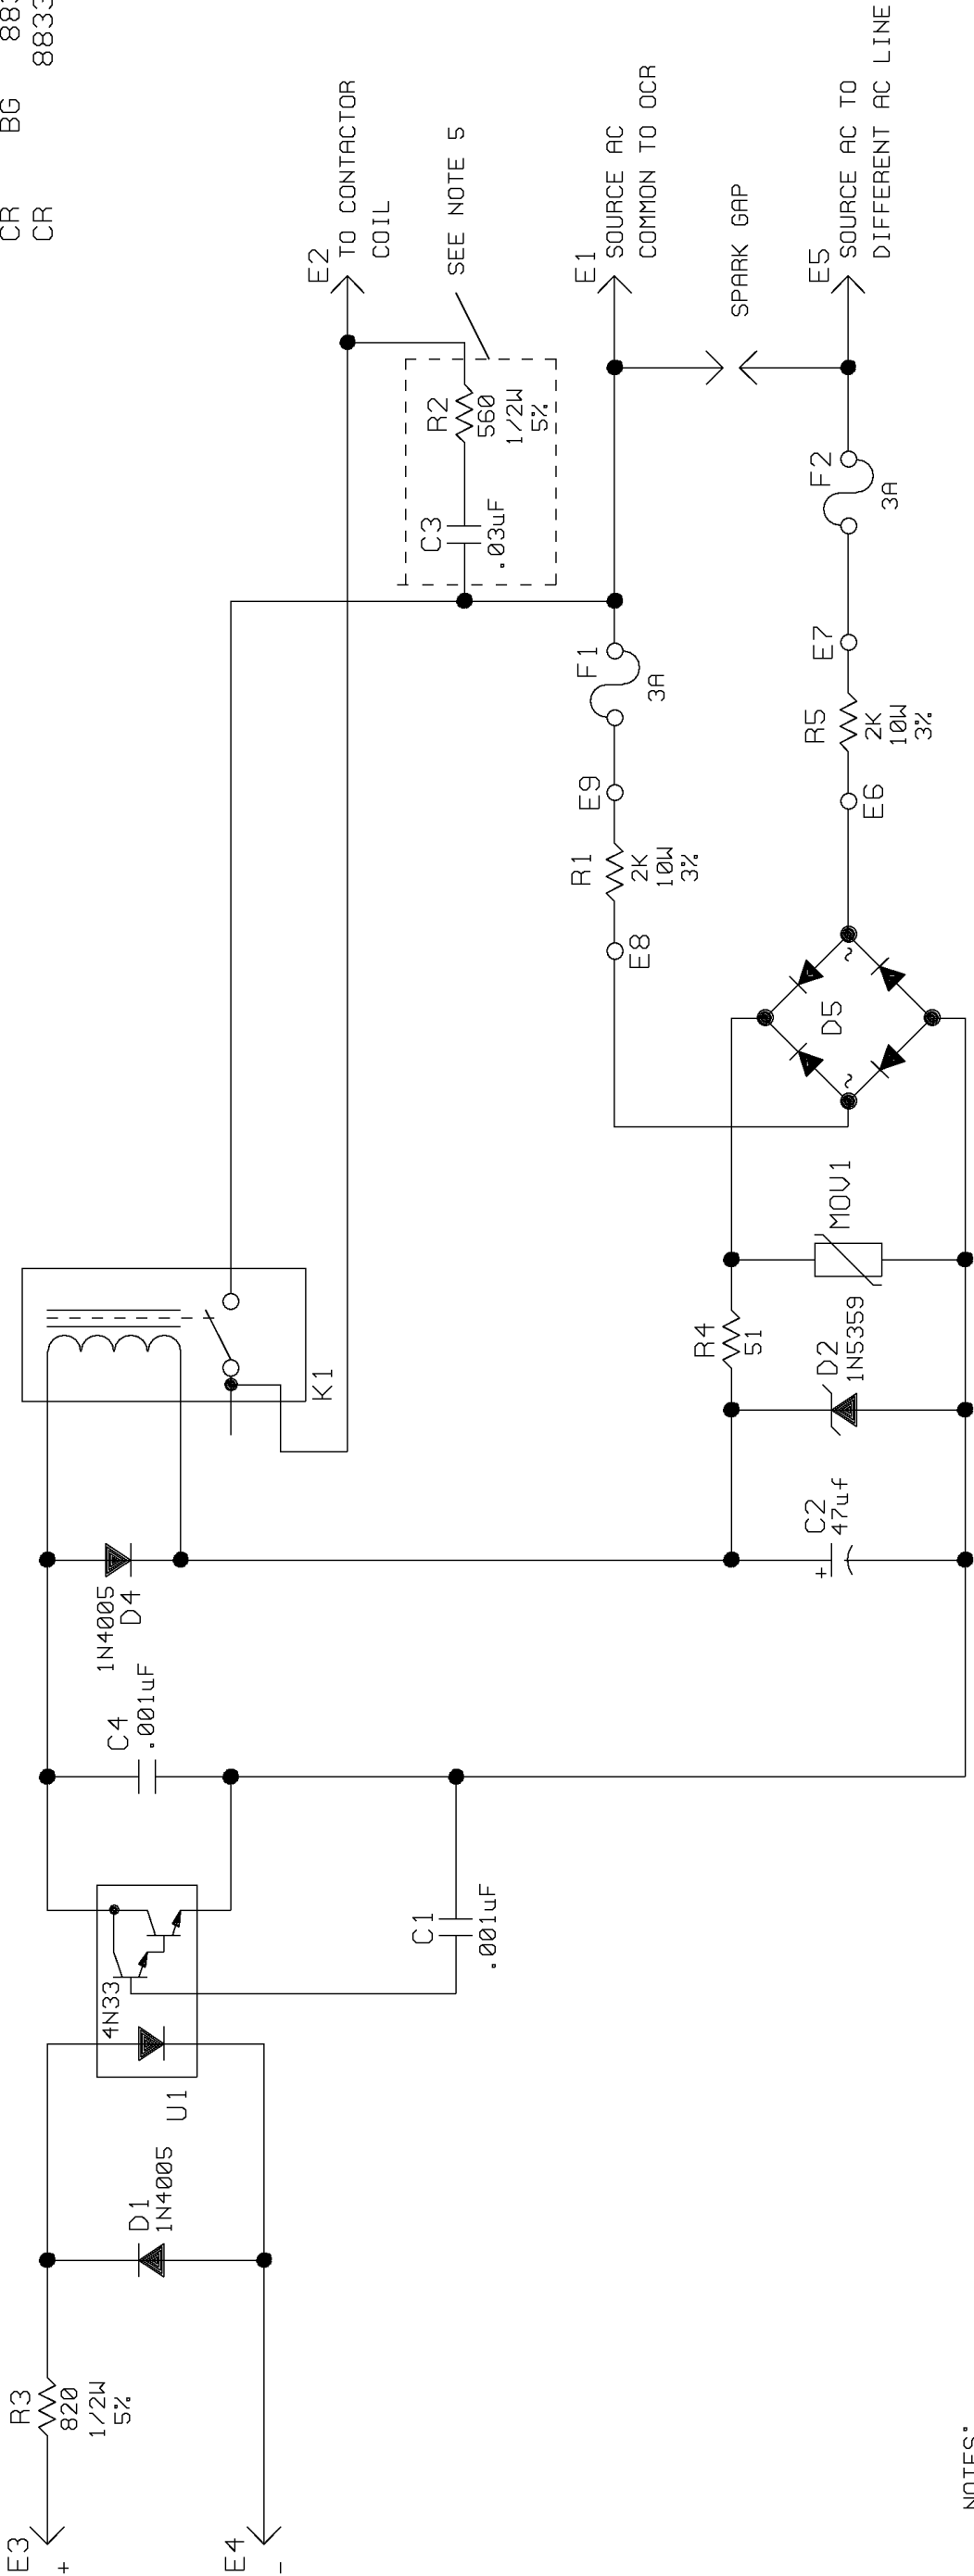 CR BG 883
CR 8833
E3
+
R3
820
1/2W
5%
E4
-
D1
1N4005
U1
4N33
C4
.001uF
C1
.001uF
1N4005
D4
K1
E2
TO CONTACTOR
COIL
SEE NOTE 5
R2
560
1/2W
5%
C3
.03uF
E1
SOURCE AC
COMMON TO OCR
SPARK GAP
F1
3A
E9
R1
2K
10W
3%
E8
E5
SOURCE AC TO
DIFFERENT AC LINE
F2
3A
E7
R5
2K
10W
3%
E6
D5
~
~
MOV1
R4
51
D2
1N5359
C2
47uf
+
NOTES: